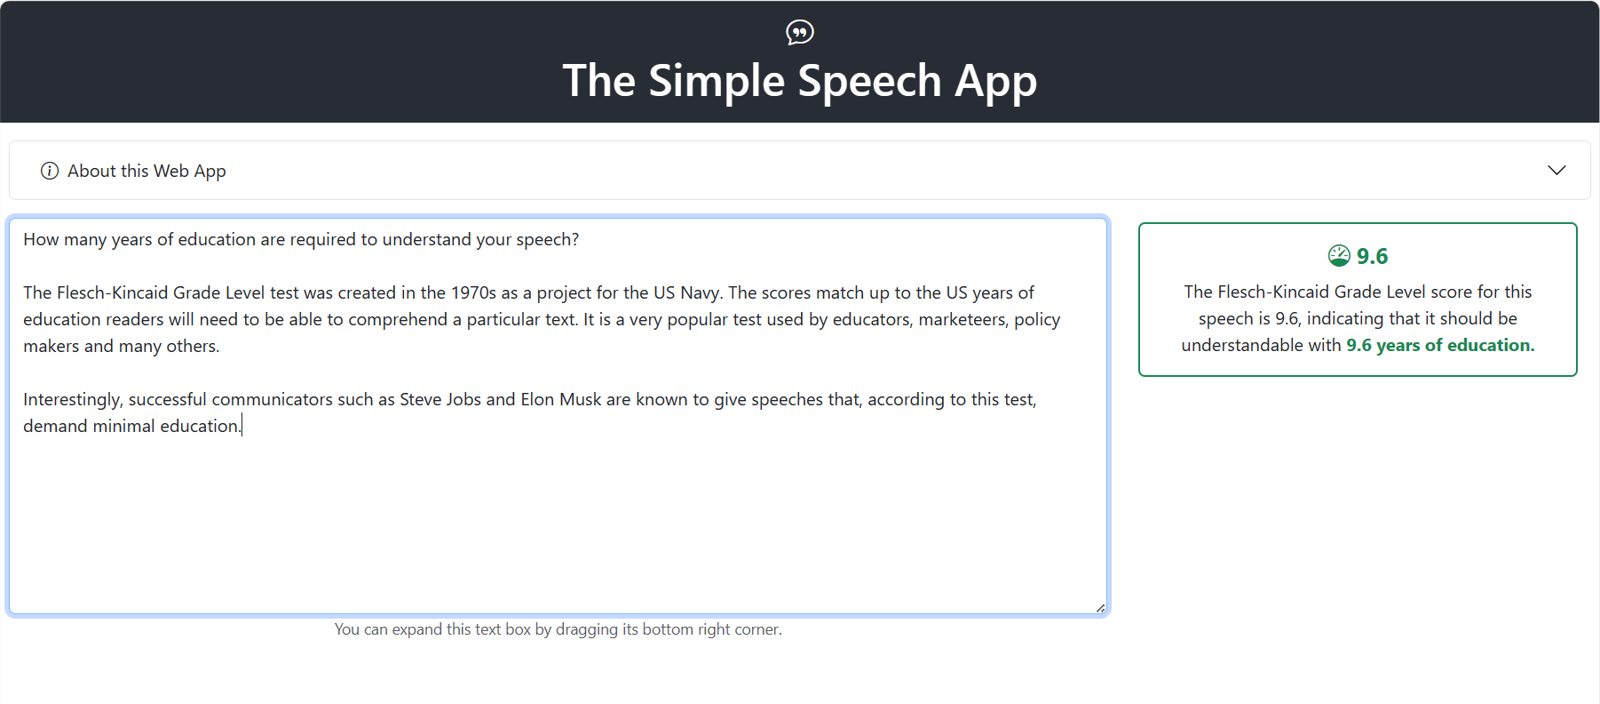 The Simple Speech App
About this Web App
How many years of education are required to understand your speech?
The Flesch-Kincaid Grade Level test was created in the 1970s as a project for the US Navy. The scores match up to the US years of
education readers will need to be able to comprehend a particular text. It is a very popular test used by educators, marketeers, policy
makers and many others.
Interestingly, successful communicators such as Steve Jobs and Elon Musk are known to give speeches that, according to this test,
demand minimal education.
You can expand this text box by dragging its bottom right corner.
9.6
The Flesch-Kincaid Grade Level score for this
speech is 9.6, indicating that it should be
understandable with 9.6 years of education.